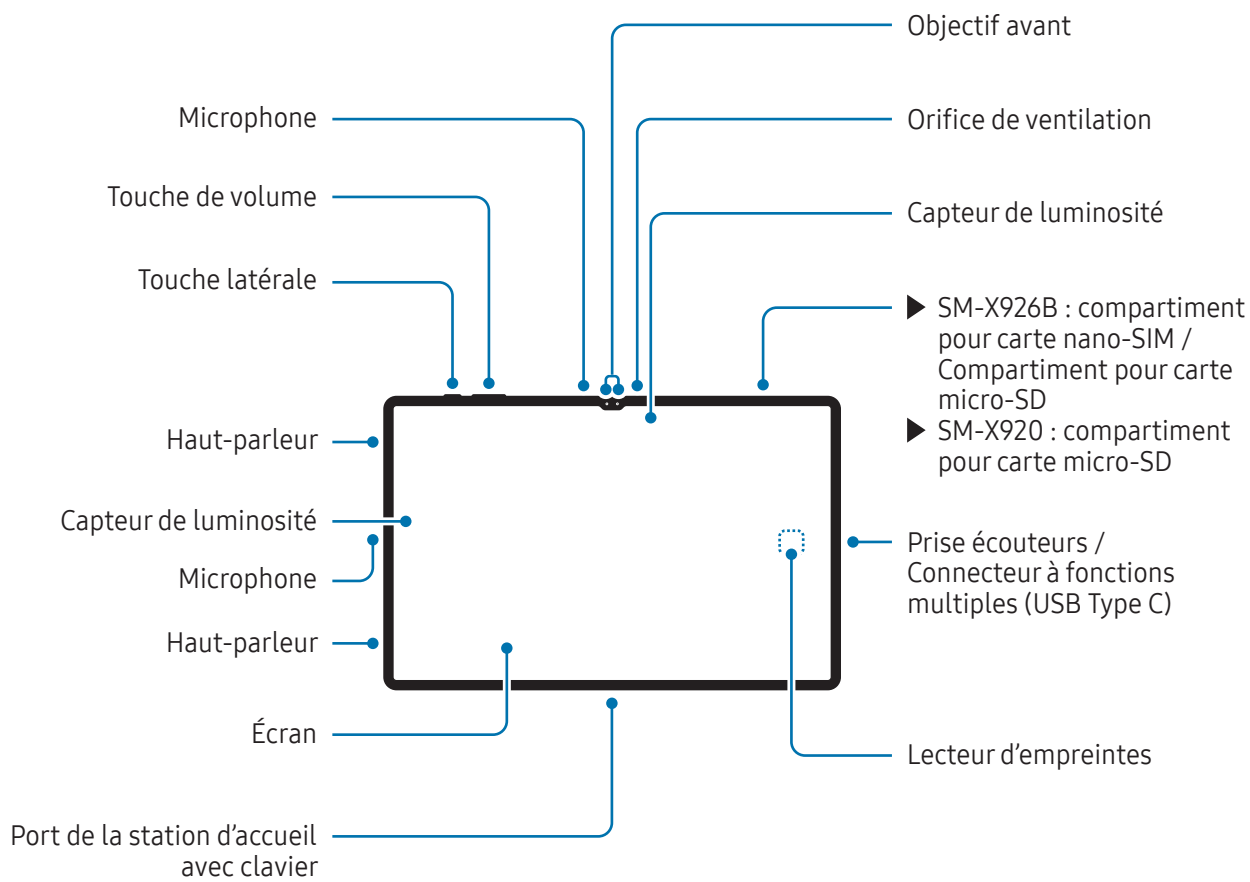 Objectif avant
Microphone
Orifice de ventilation
Touche de volume
Capteur de luminosité
Touche latérale
▶ SM-X926B : compartiment
pour carte nano-SIM /
Compartiment pour carte
micro-SD
▶ SM-X920 : compartiment
pour carte micro-SD
Haut-parleur
Capteur de luminosité
Microphone
Prise écouteurs /
Connecteur à fonctions
multiples (USB Type C)
Haut-parleur
Écran
Lecteur d’empreintes
Port de la station d’accueil
avec clavier